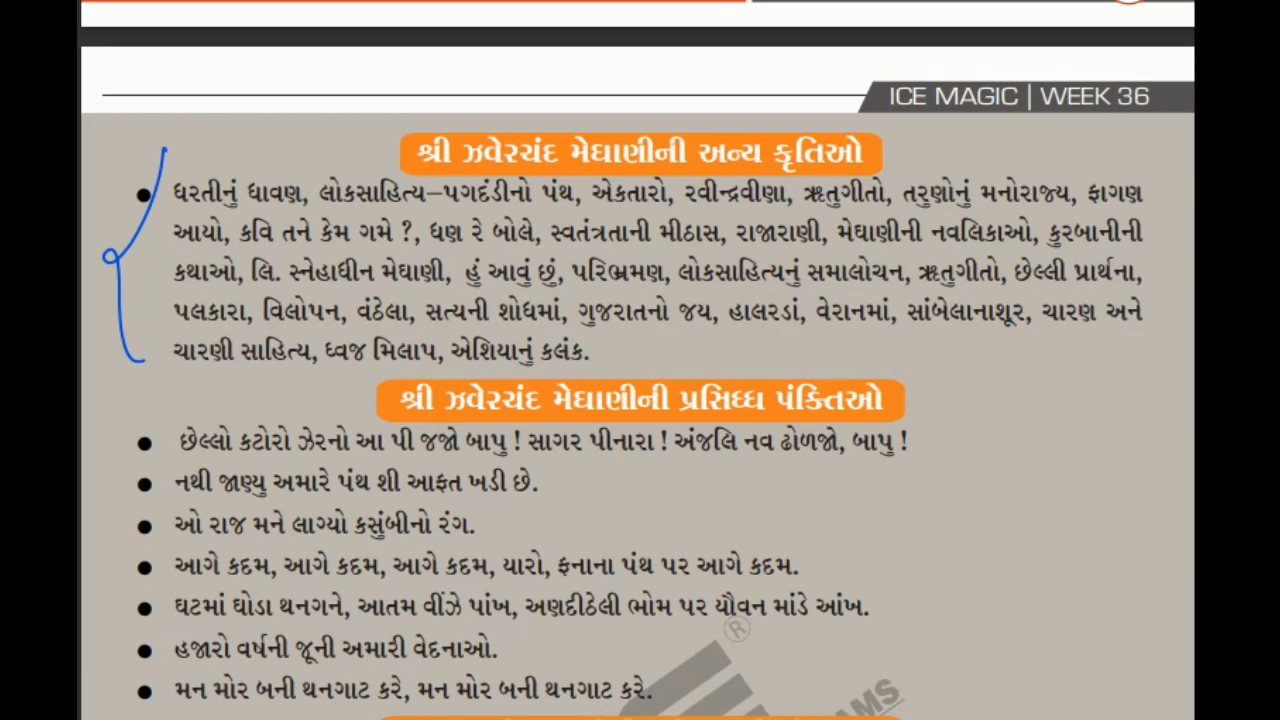 ICE MAGIC | WEEK 36
શ્રી ઝવેરચંદ મેઘાણીની અન્ય કૃતિઓ
● ધરતીનું ધાવણ, લોકસાહિત્ય–પગદંડીનો પંથ, એકતારો, રવીન્દ્રવીણા, ઋતુગીતો, તરુણોનું મનોરાજ્ય, ફાગણ
આયો, કવિ તને કેમ ગમે ?, ધણ રે બોલે, સ્વતંત્રતાની મીઠાસ, રાજારાણી, મેઘાણીની નવલિકાઓ, કુરબાનીની
કથાઓ, લિ. સ્નેહાધીન મેઘાણી, હું આવું છું, પરિભ્રમણ, લોકસાહિત્યનું સમાલોચન, ઋતુગીતો, છેલ્લી પ્રાર્થના,
પલકારા, વિલોપન, વંઠેલા, સત્યની શોધમાં, ગુજરાતનો જય, હાલરડાં, વેરાનમાં, સાંબેલાનાશૂર, ચારણ અને
ચારણી સાહિત્ય, ધ્વજ મિલાપ, એશિયાનું કલંક.
શ્રી ઝવેરચંદ મેઘાણીની પ્રસિધ્ધ પંક્તિઓ
● છેલ્લો કટોરો ઝેરનો આ પી જજો બાપુ ! સાગર પીનારા ! અંજલિ નવ ઢોળજો, બાપુ !
● નથી જાણ્યુ અમારે પંથ શી આફત ખડી છે.
● ઓ રાજ મને લાગ્યો કસુંબીનો રંગ.
● આગે કદમ, આગે કદમ, આગે કદમ, યારો, ફનાના પંથ પર આગે કદમ.
● ઘટમાં ઘોડા થનગને, આતમ વીંઝે પાંખ, અણદીઠેલી ભોમ પર યૌવન માંડે આંખ.
● હજારો વર્ષની જૂની અમારી વેદનાઓ.
● મન મોર બની થનગાટ કરે, મન મોર બની થનગાટ કરે.